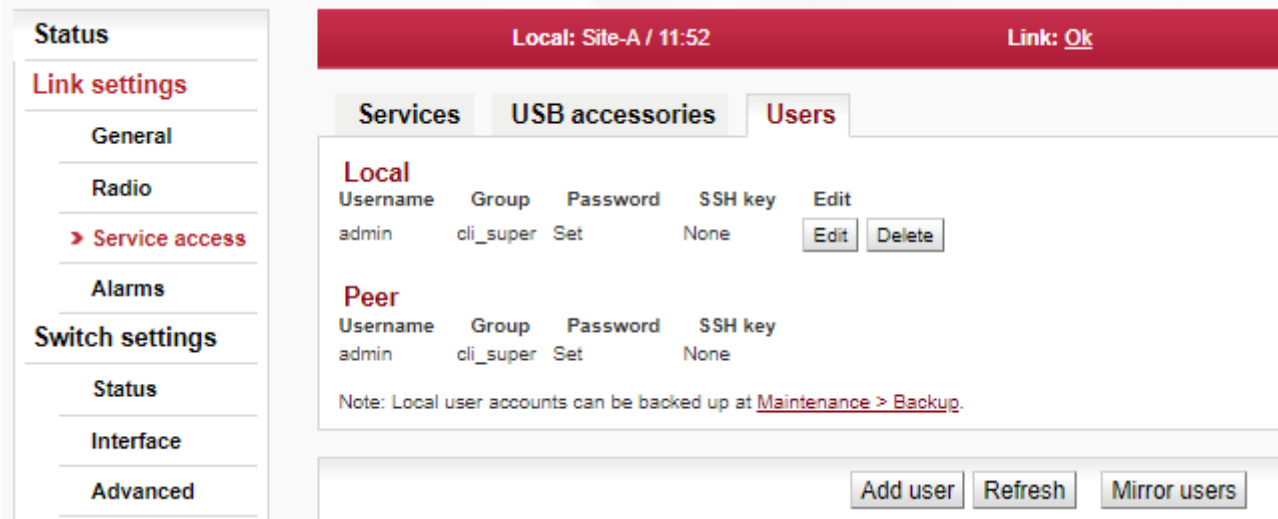 Status
Link settings
General
Radio
Service access
Alarms
Switch settings
Status
Interface
Advanced
Local: Site-A / 11:52 Link: Ok
Services USB accessories Users
Local
Username Group Password SSH key Edit
admin cli_super Set None Edit Delete
Peer
Username Group Password SSH key
admin cli_super Set None
Note: Local user accounts can be backed up at Maintenance > Backup.
Add user Refresh Mirror users